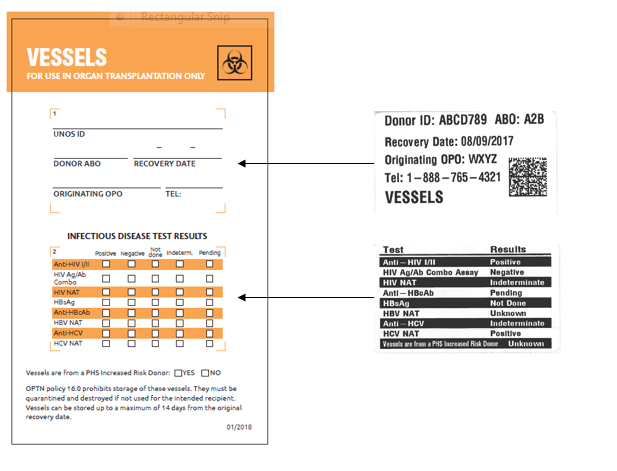 Rectangular Snip
VESSELS
FOR USE IN ORGAN TRANSPLANTATION ONLY
1
UNOS ID
– –
DONOR ABO RECOVERY DATE
ORIGINATING OPO TEL:
INFECTIOUS DISEASE TEST RESULTS
2 Positive Negative Not done Indeterm. Pending
Anti-HIV I/II
HIV Ag/Ab
Combo
HIV NAT
HBsAg
Anti-HBcAb
HBV NAT
Anti-HCV
HCV NAT
Vessels are from a PHS Increased Risk Donor: YES NO
OPTN policy 16.0 prohibits storage of these vessels. They must be
quarantined and destroyed if not used for the intended recipient.
Vessels can be stored up to a maximum of 14 days from the original
recovery date.
01/2018
Donor ID: ABCD789 ABO: A2B
Recovery Date: 08/09/2017
Originating OPO: WXYZ
Tel: 1-888-765-4321
VESSELS
Test Results
Anti-HIV I/II Positive
HIV Ag/Ab Combo Assay Negative
HIV NAT Indeterminate
Anti-HBcAb Pending
HBsAg Not Done
HBV NAT Unknown
Anti-HCV Indeterminate
HCV NAT Positive
Vessels are from a PHS Increased Risk Donor Unknown